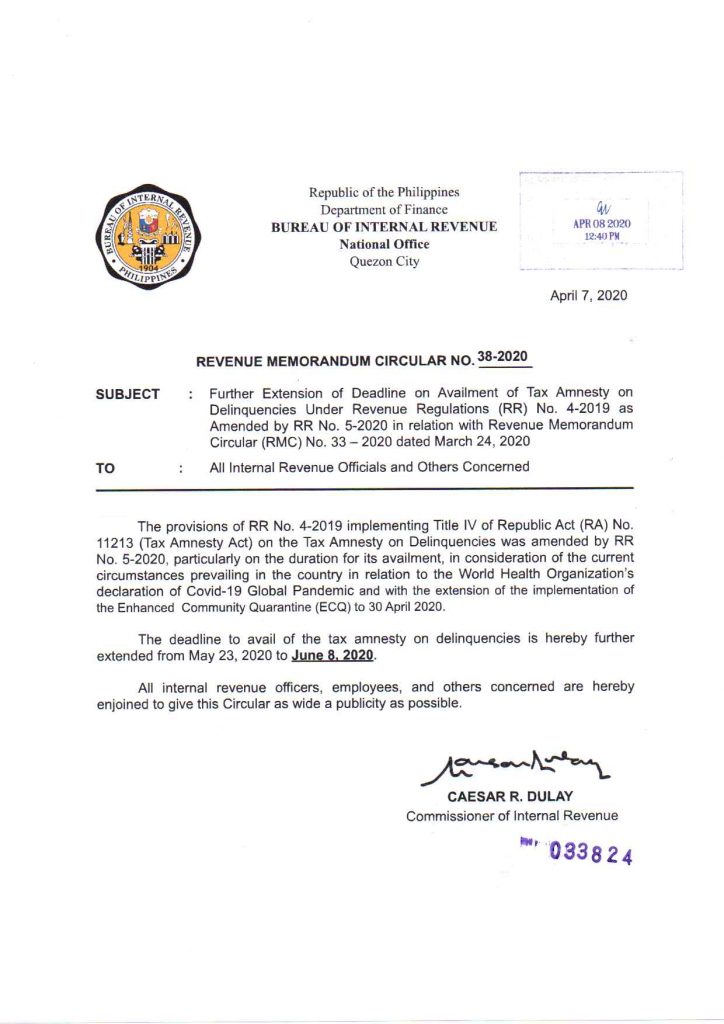 BUREAU OF INTERNAL REVENUE
1904
PHILIPPINES
Republic of the Philippines
Department of Finance
BUREAU OF INTERNAL REVENUE
National Office
Quezon City
APR 08 2020
12:40 PM
April 7, 2020
REVENUE MEMORANDUM CIRCULAR NO. 38-2020
SUBJECT : Further Extension of Deadline on Availment of Tax Amnesty on
Delinquencies Under Revenue Regulations (RR) No. 4-2019 as
Amended by RR No. 5-2020 in relation with Revenue Memorandum
Circular (RMC) No. 33 – 2020 dated March 24, 2020
TO : All Internal Revenue Officials and Others Concerned
The provisions of RR No. 4-2019 implementing Title IV of Republic Act (RA) No.
11213 (Tax Amnesty Act) on the Tax Amnesty on Delinquencies was amended by RR
No. 5-2020, particularly on the duration for its availment, in consideration of the current
circumstances prevailing in the country in relation to the World Health Organization's
declaration of Covid-19 Global Pandemic and with the extension of the implementation of
the Enhanced Community Quarantine (ECQ) to 30 April 2020.
The deadline to avail of the tax amnesty on delinquencies is hereby further
extended from May 23, 2020 to June 8, 2020.
All internal revenue officers, employees, and others concerned are hereby
enjoined to give this Circular as wide a publicity as possible.
CAESAR R. DULAY
Commissioner of Internal Revenue
033824